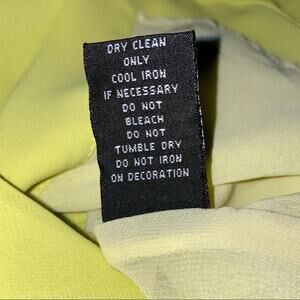 DRY CLEAN
ONLY
COOL IRON
IF NECESSARY
DO NOT
BLEACH
DO NOT
TUMBLE DRY
DO NOT IRON
ON DECORATION